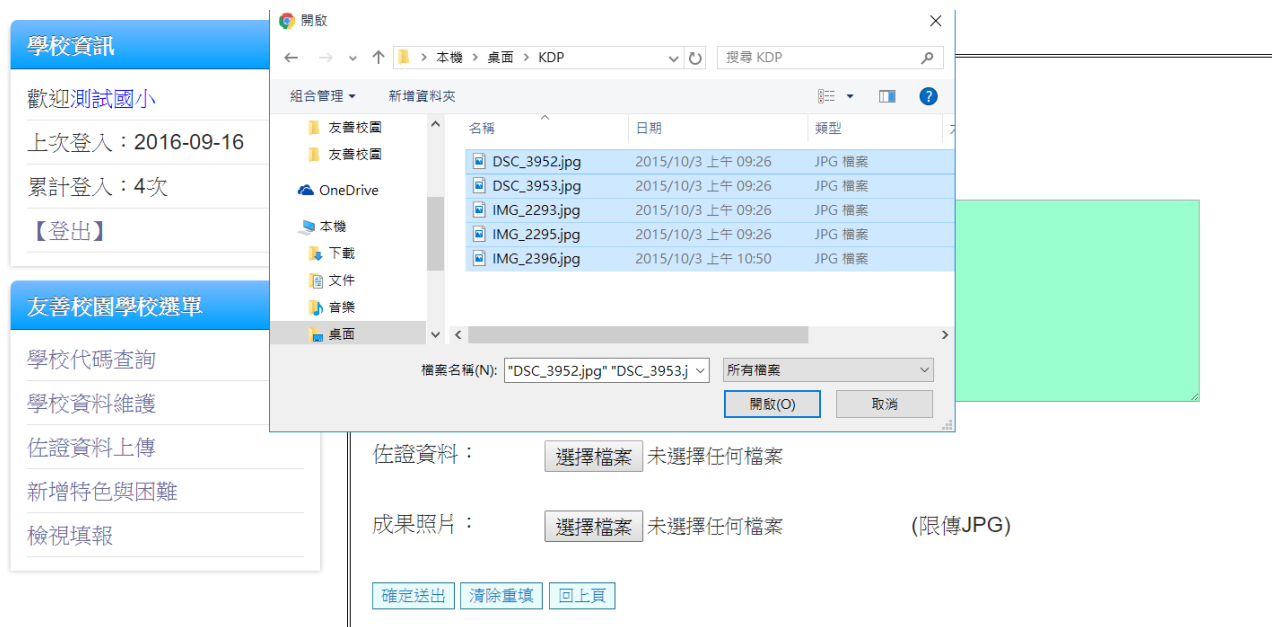 學校資訊
歡迎測試國小
上次登入：2016-09-16
累計登入：4次
【登出】
友善校園學校選單
學校代碼查詢
學校資料維護
佐證資料上傳
新增特色與困難
檢視填報
開啟
本機 > 桌面 > KDP
搜尋 KDP
組合管理 新增資料夾
友善校園
友善校園
OneDrive
本機
下載
文件
音樂
桌面
名稱 日期 類型
DSC_3952.jpg 2015/10/3 上午 09:26 JPG 檔案
DSC_3953.jpg 2015/10/3 上午 09:26 JPG 檔案
IMG_2293.jpg 2015/10/3 上午 09:26 JPG 檔案
IMG_2295.jpg 2015/10/3 上午 09:26 JPG 檔案
IMG_2396.jpg 2015/10/3 上午 10:50 JPG 檔案
檔案名稱(N): "DSC_3952.jpg" "DSC_3953.j 所有檔案
開啟(O) 取消
佐證資料： 選擇檔案 未選擇任何檔案
成果照片： 選擇檔案 未選擇任何檔案 (限傳JPG)
確定送出 清除重填 回上頁